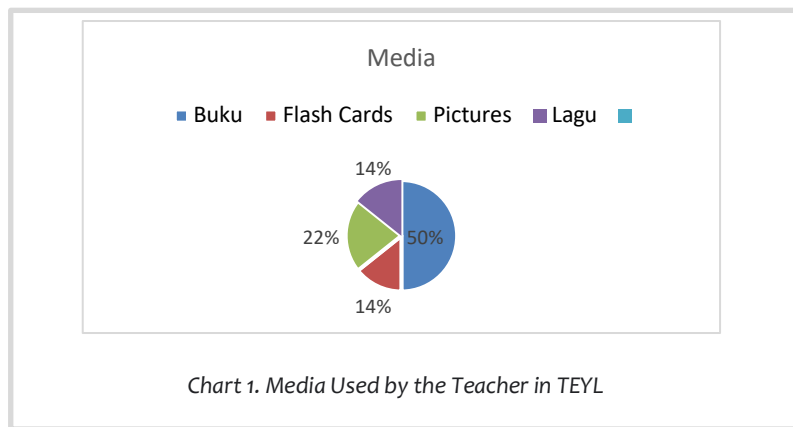 Media
Buku Flash Cards Pictures Lagu
14%
22%
50%
14%
Chart 1. Media Used by the Teacher in TEYL